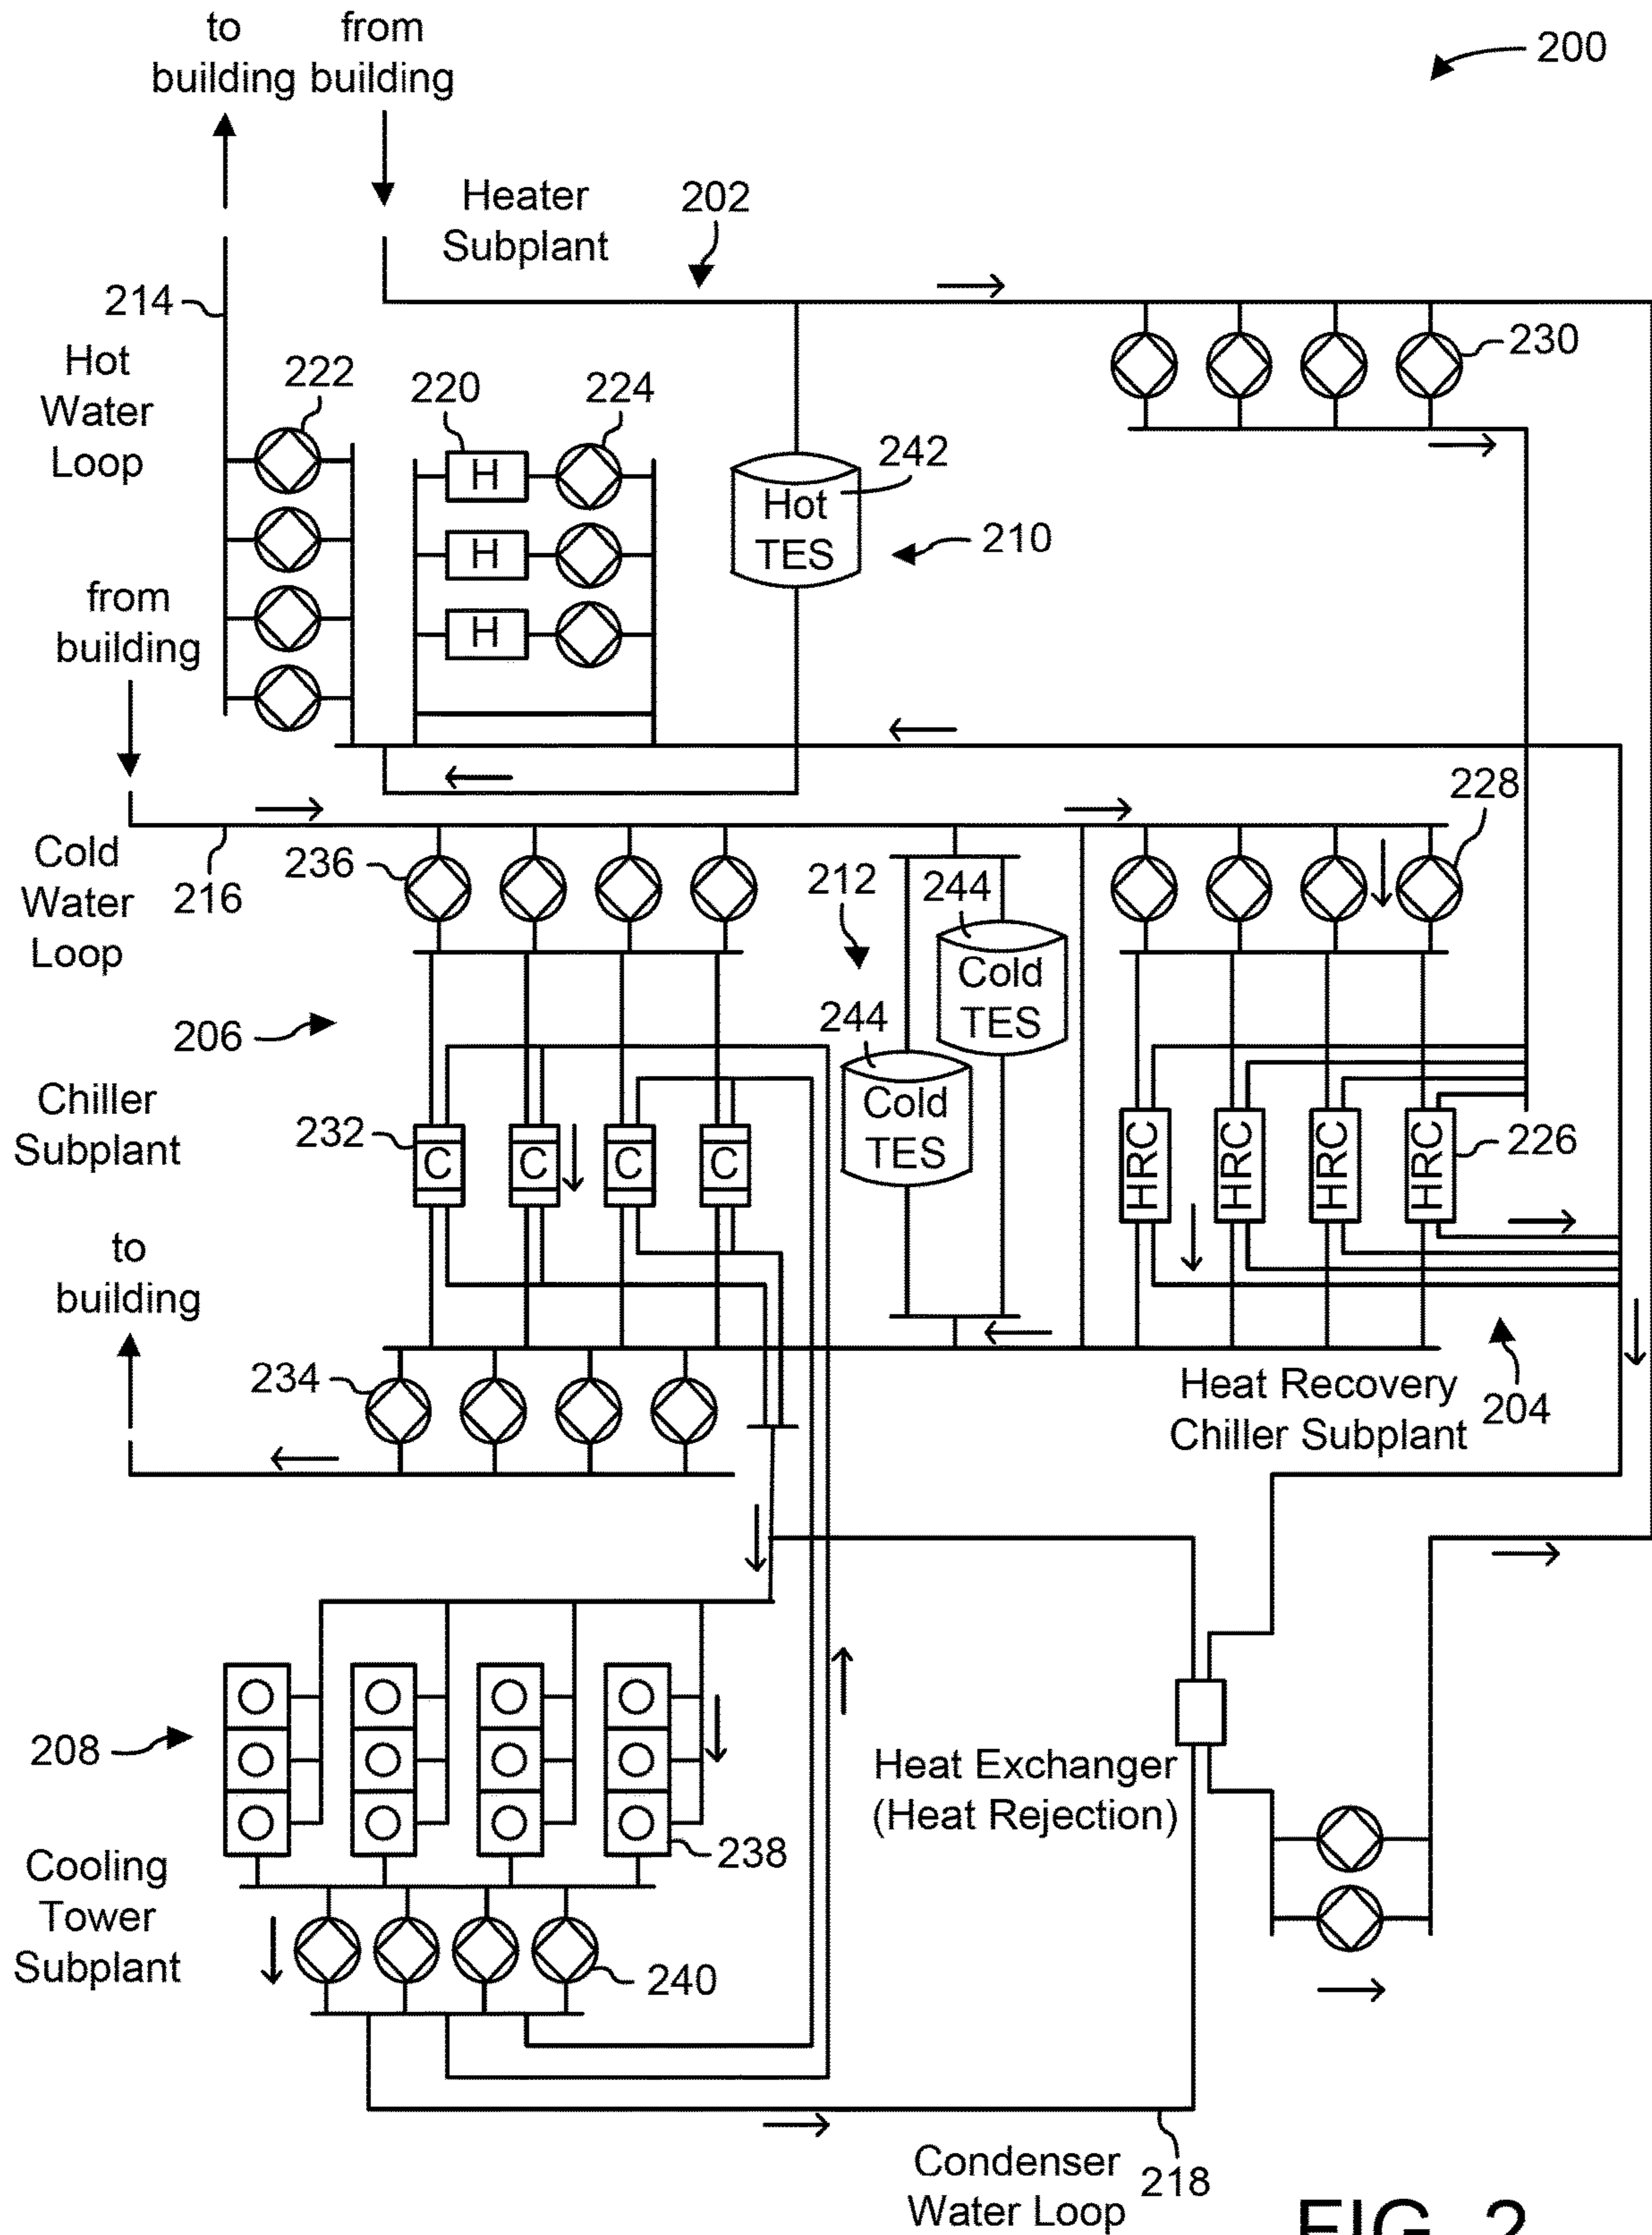 to
building
from
building
200
Heater
Subplant
202
214
Hot
Water
Loop
222
220
224
230
H
H
H
Hot
TES
242
210
from
building
228
Cold
Water
Loop
216
236
212
244
Cold
TES
244
Cold
TES
206
Chiller
Subplant
232
C
C
C
C
HRC
HRC
HRC
HRC
226
to
building
234
Heat Recovery
Chiller Subplant
204
208
Heat Exchanger
(Heat Rejection)
238
Cooling
Tower
Subplant
240
Condenser
Water Loop
218
FIG. 2